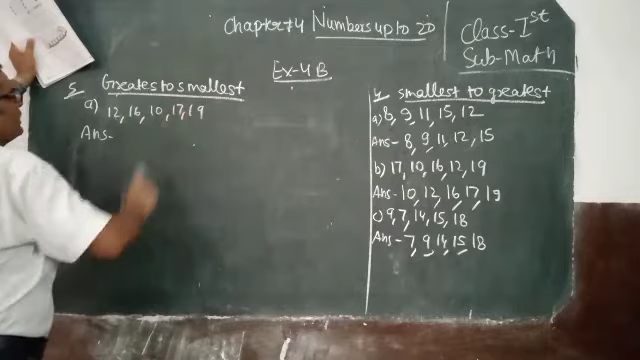 Chapter-4 Numbers up to 20
Class-Ist
Sub-Math
Ex-4B
5 Greates to smallest
a) 12, 16, 10, 17, 19
Ans-
4 smallest to greatest
a) 8, 9, 11, 15, 12
Ans- 8, 9, 11, 12, 15
b) 17, 10, 16, 12, 19
Ans- 10, 12, 16, 17, 19
c) 9, 7, 14, 15, 18
Ans- 7, 9, 14, 15, 18